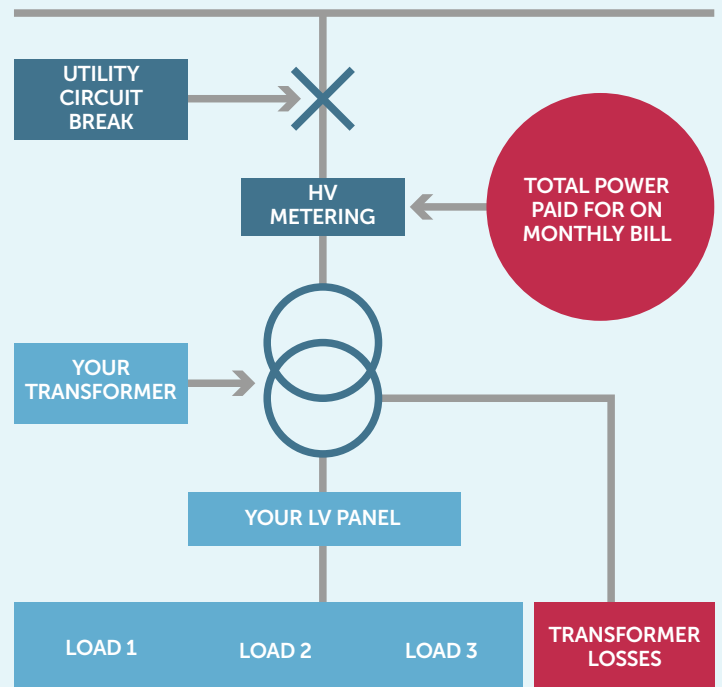 UTILITY
CIRCUIT
BREAK
HV
METERING
TOTAL POWER
PAID FOR ON
MONTHLY BILL
YOUR
TRANSFORMER
YOUR LV PANEL
LOAD 1
LOAD 2
LOAD 3
TRANSFORMER
LOSSES